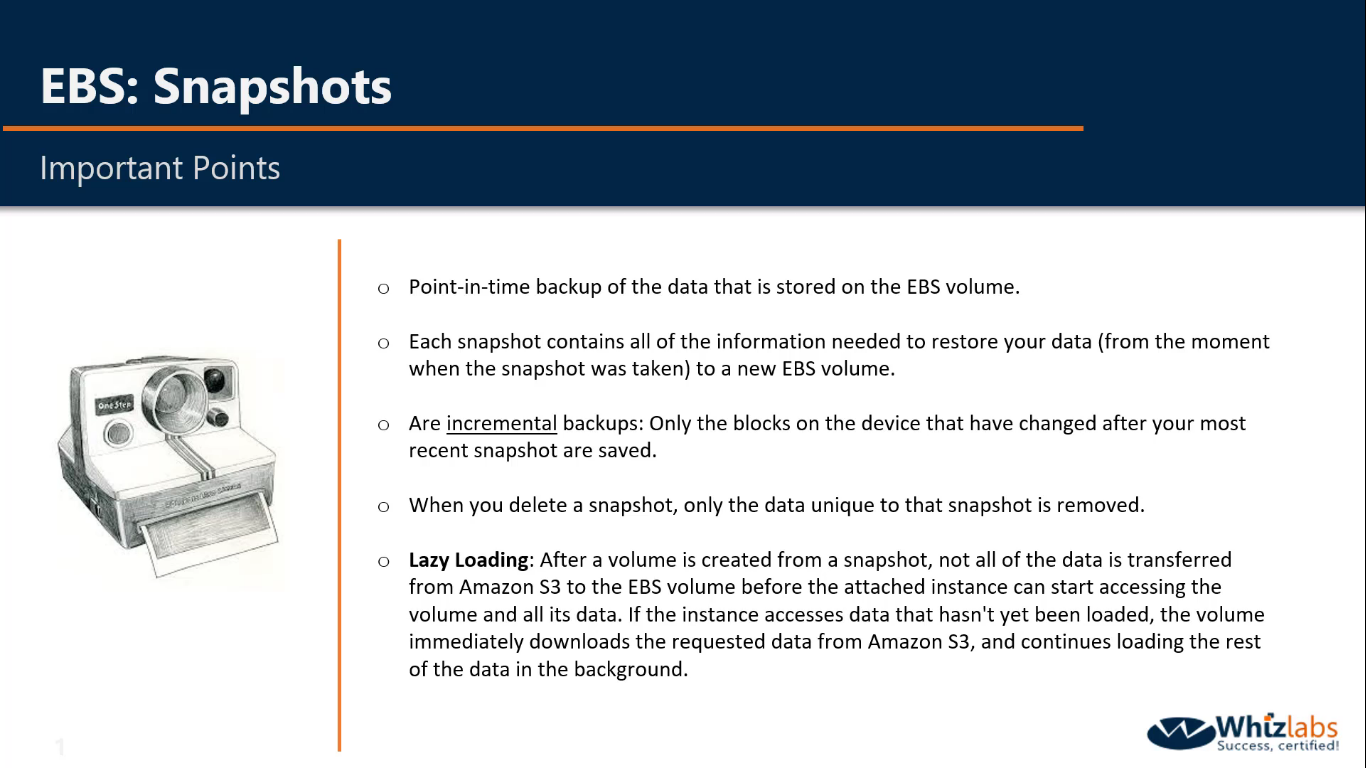 EBS: Snapshots
Important Points
One Step
o Point-in-time backup of the data that is stored on the EBS volume.
o Each snapshot contains all of the information needed to restore your data (from the moment
when the snapshot was taken) to a new EBS volume.
o Are incremental backups: Only the blocks on the device that have changed after your most
recent snapshot are saved.
o When you delete a snapshot, only the data unique to that snapshot is removed.
o Lazy Loading: After a volume is created from a snapshot, not all of the data is transferred
from Amazon S3 to the EBS volume before the attached instance can start accessing the
volume and all its data. If the instance accesses data that hasn't yet been loaded, the volume
immediately downloads the requested data from Amazon S3, and continues loading the rest
of the data in the background.
1
Whizlabs
Success, certified!